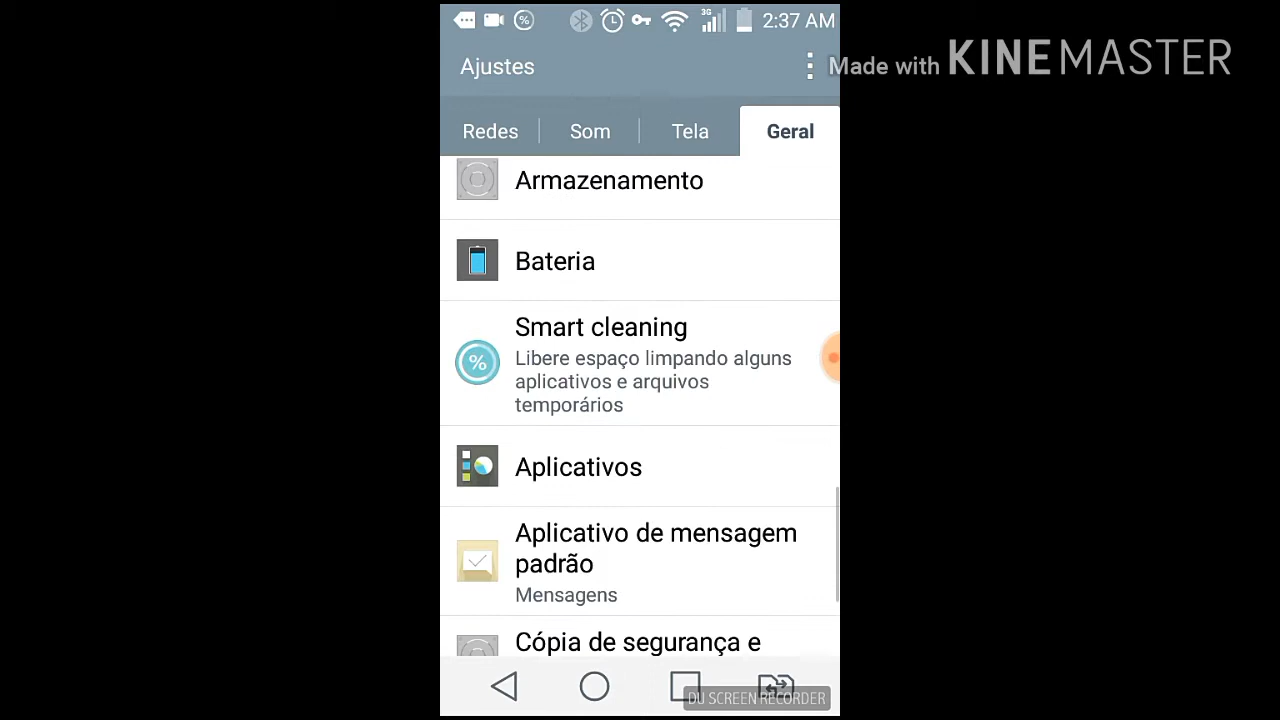 3G 2:37 AM
Ajustes
Made with KINEMASTER
Redes Som Tela Geral
Armazenamento
Bateria
Smart cleaning
%
Libere espaço limpando alguns
aplicativos e arquivos
temporários
Aplicativos
Aplicativo de mensagem
padrão
Mensagens
Cópia de segurança e
DU SCREEN RECORDER